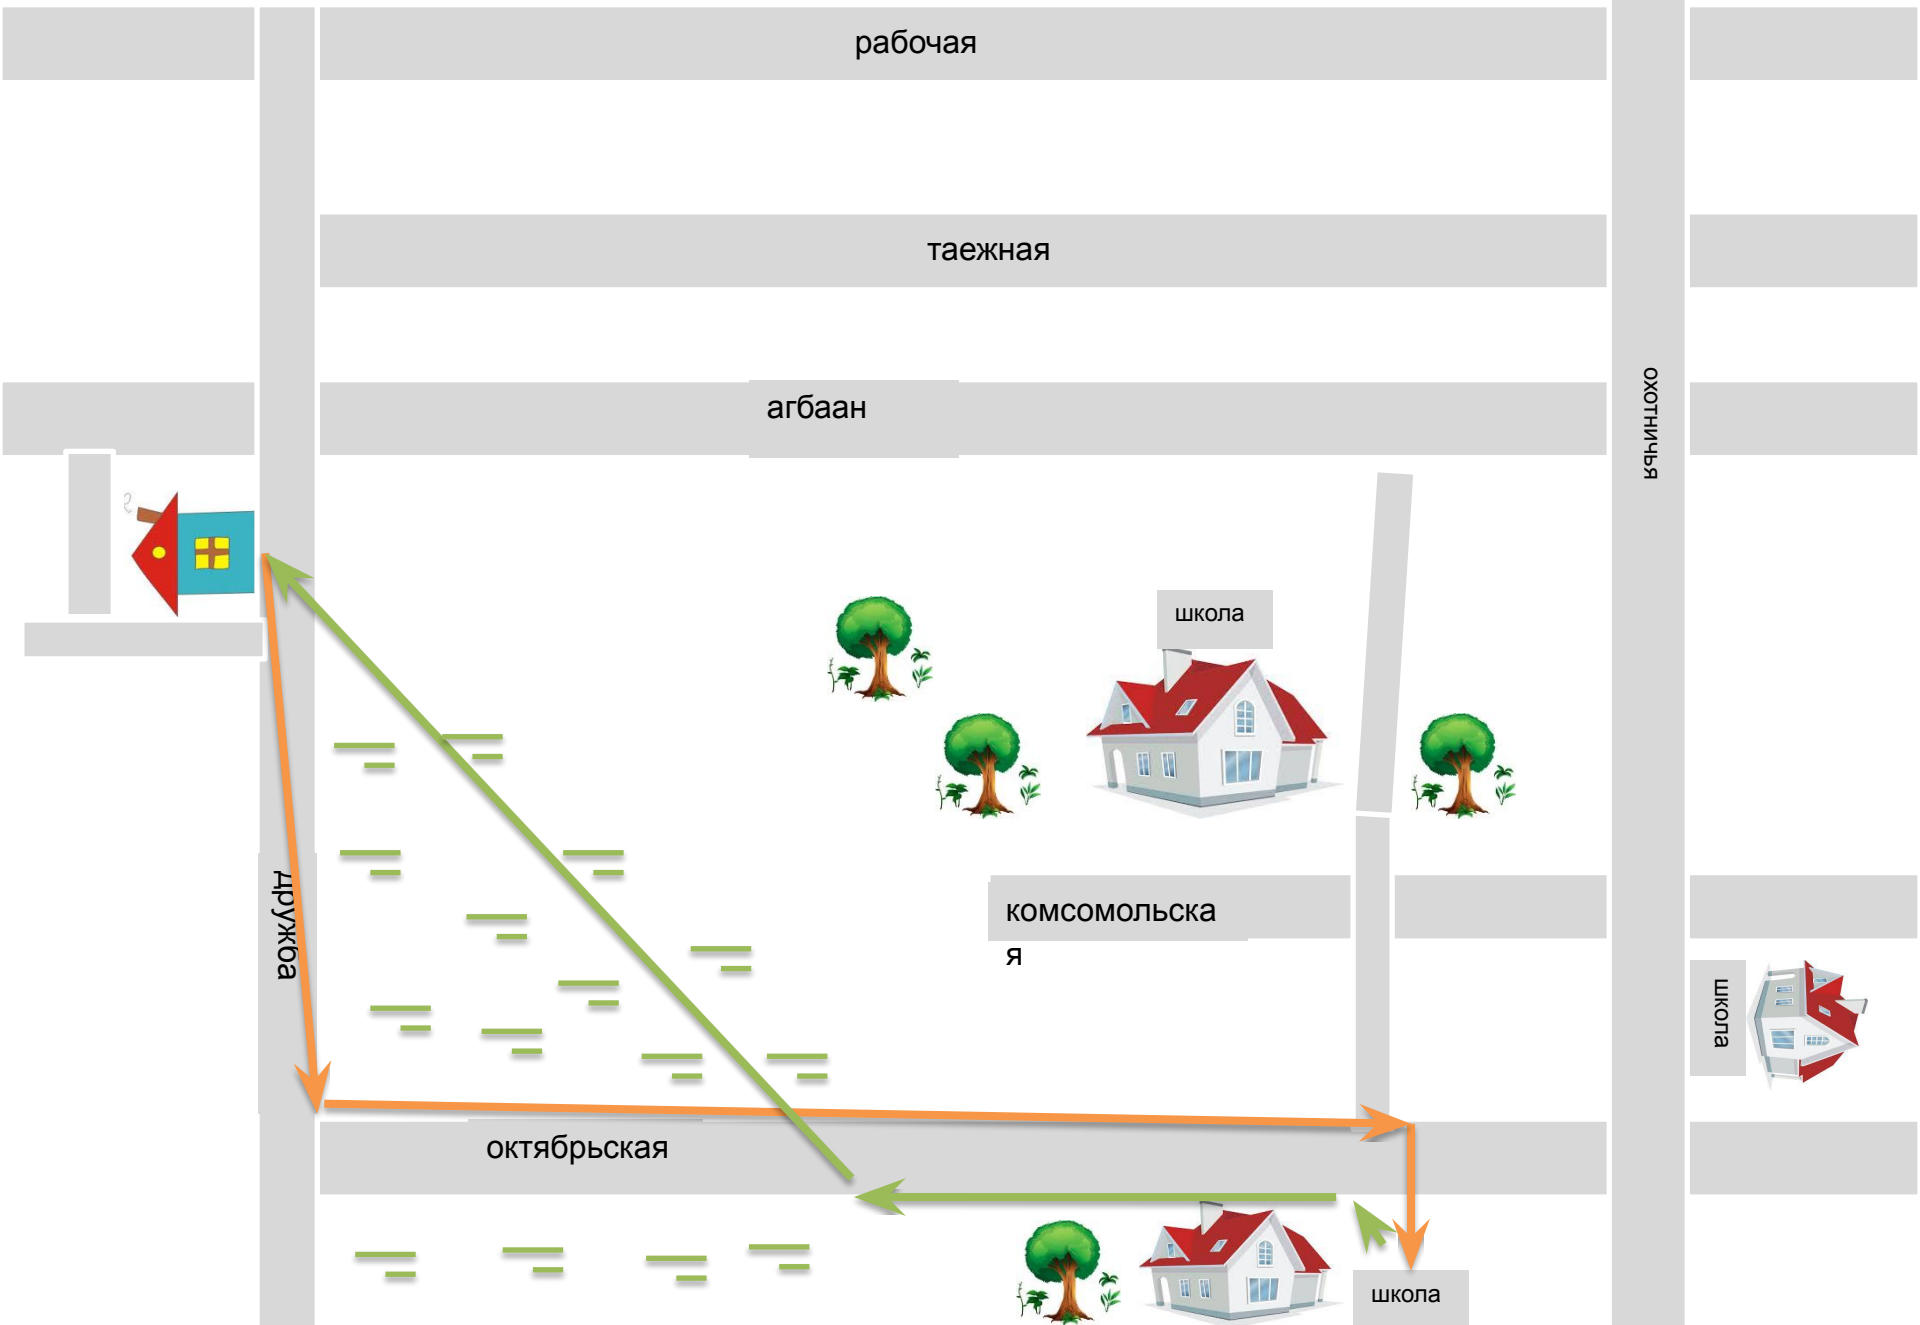 рабочая
таежная
охотничья
агбаан
школа
дружба
комсомольска
я
школа
октябрьская
школа